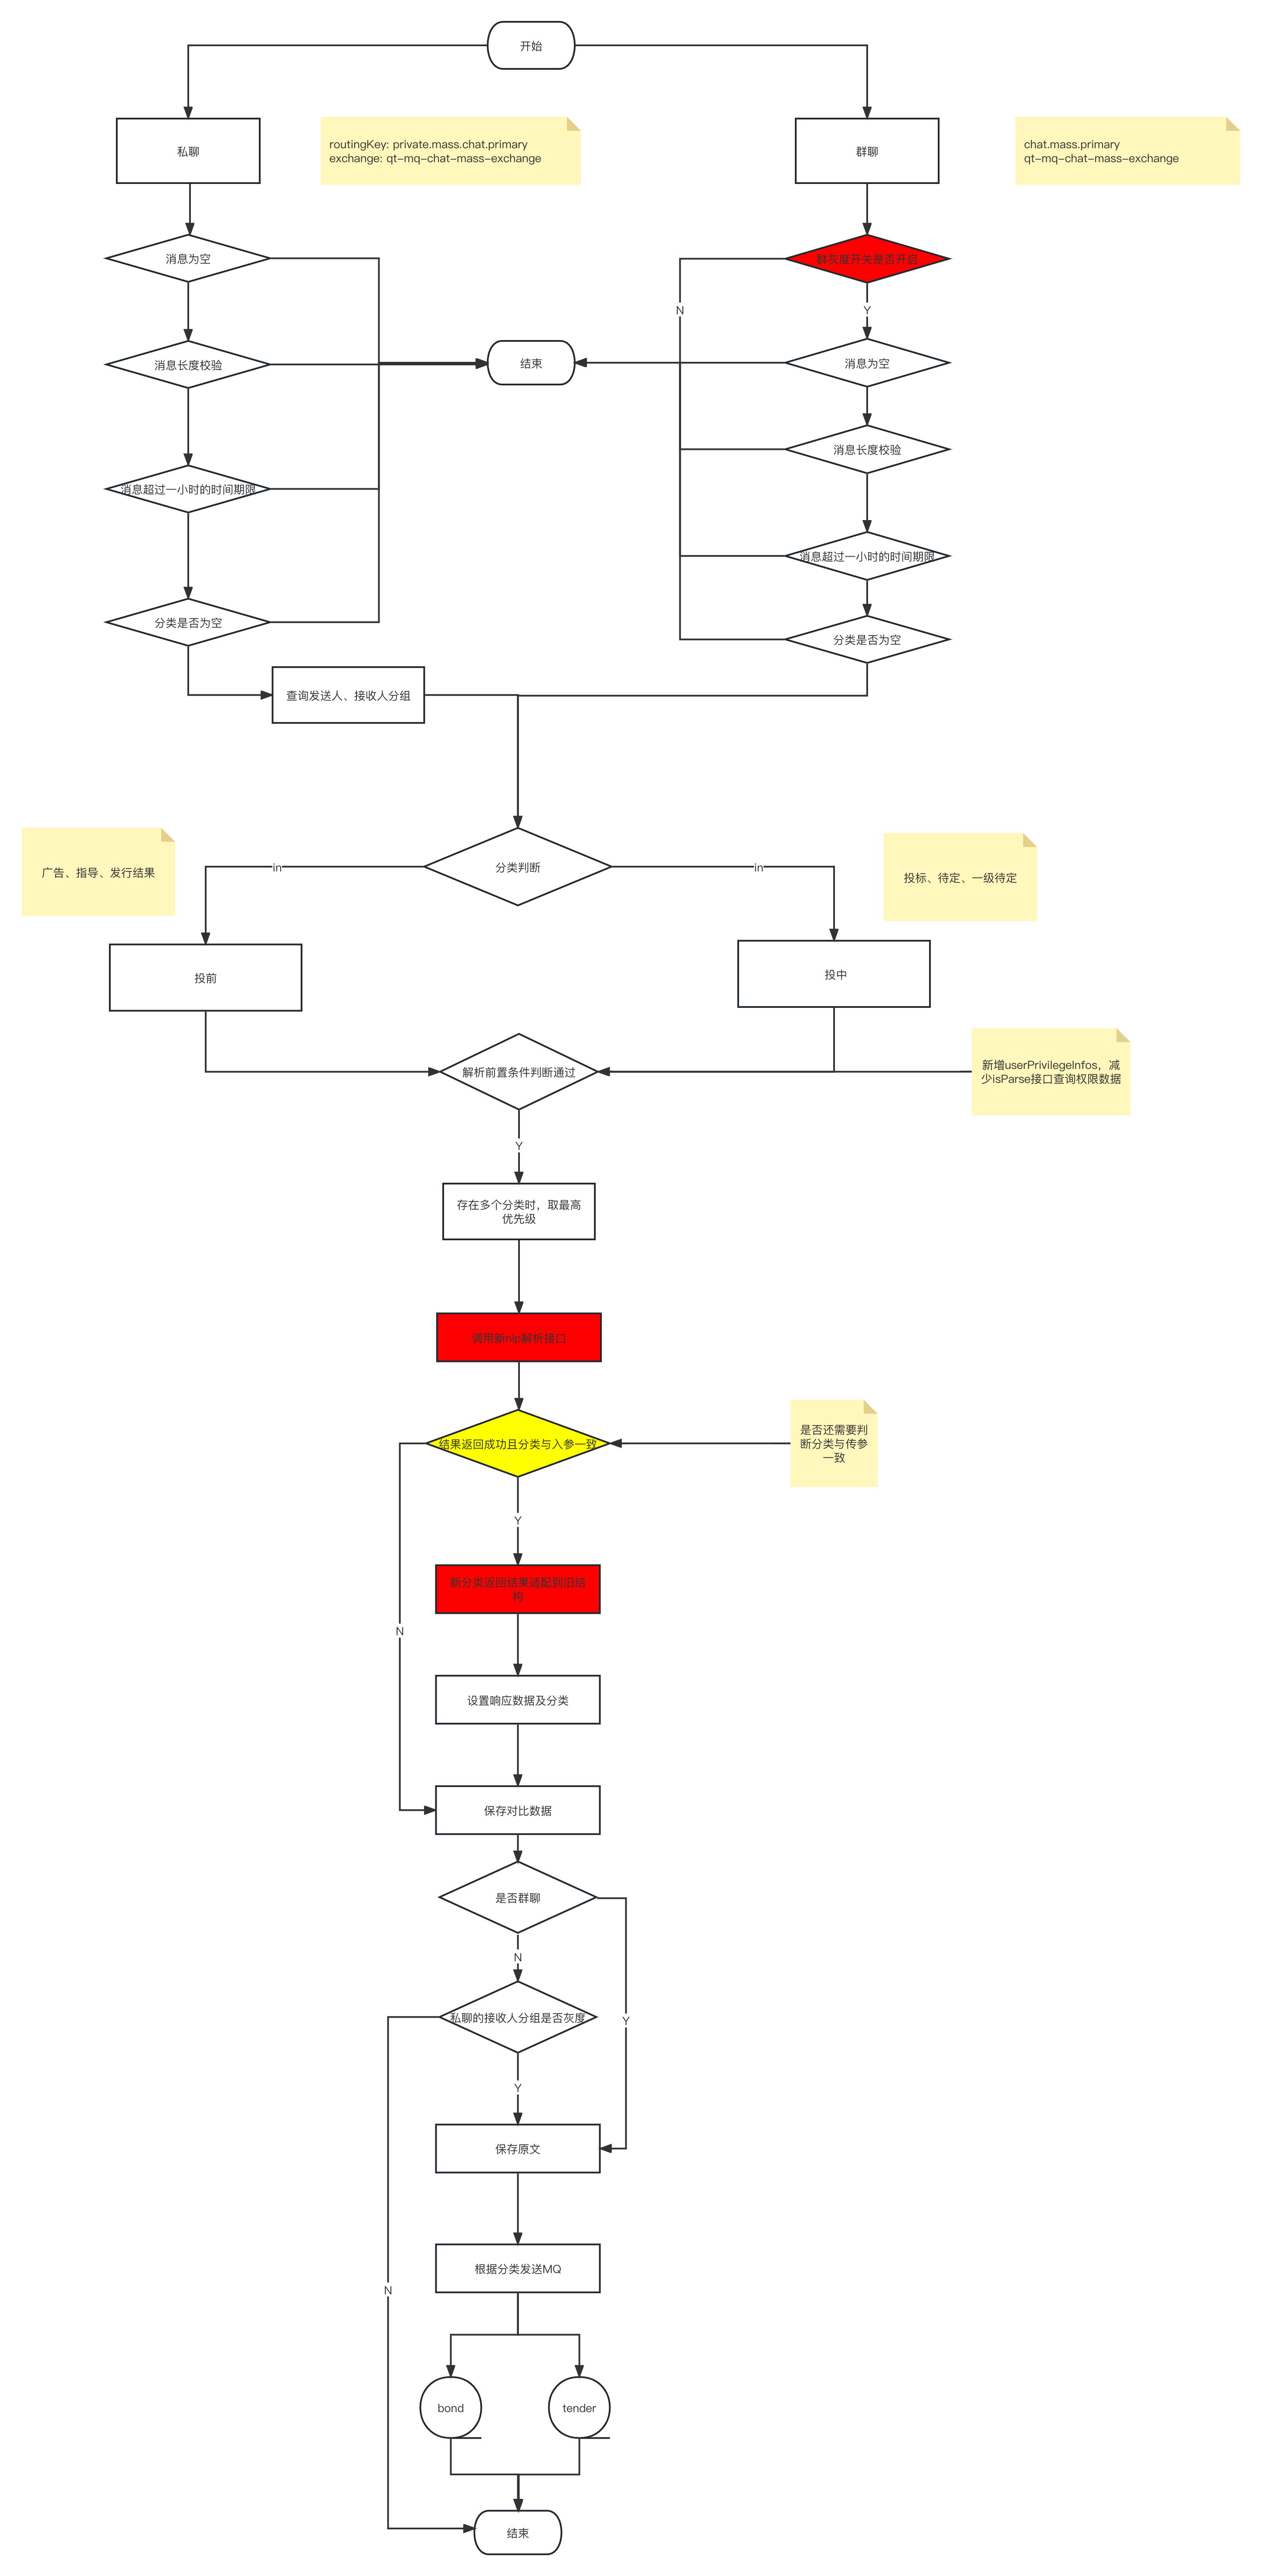 开始
私聊
routingKey: private.mass.chat.primary
exchange: qt-mq-chat-mass-exchange
群聊
chat.mass.primary
qt-mq-chat-mass-exchange
消息为空
群灰度开关是否开启
N
Y
消息长度校验
结束
消息为空
消息长度校验
消息超过一小时的时间期限
消息超过一小时的时间期限
分类是否为空
分类是否为空
查询发送人、接收人分组
广告、指导、发行结果
in
分类判断
in
投标、待定、一级待定
投前
投中
解析前置条件判断通过
新增userPrivilegeInfos，减
少isParse接口查询权限数据
Y
存在多个分类时，取最高
优先级
调用新nlp解析接口
结果返回成功且分类与入参一致
是否还需要判
断分类与传参
一致
Y
新分类返回结果适配到旧结
构
N
设置响应数据及分类
保存对比数据
是否群聊
N
私聊的接收人分组是否灰度
Y
Y
保存原文
根据分类发送MQ
N
bond
tender
结束